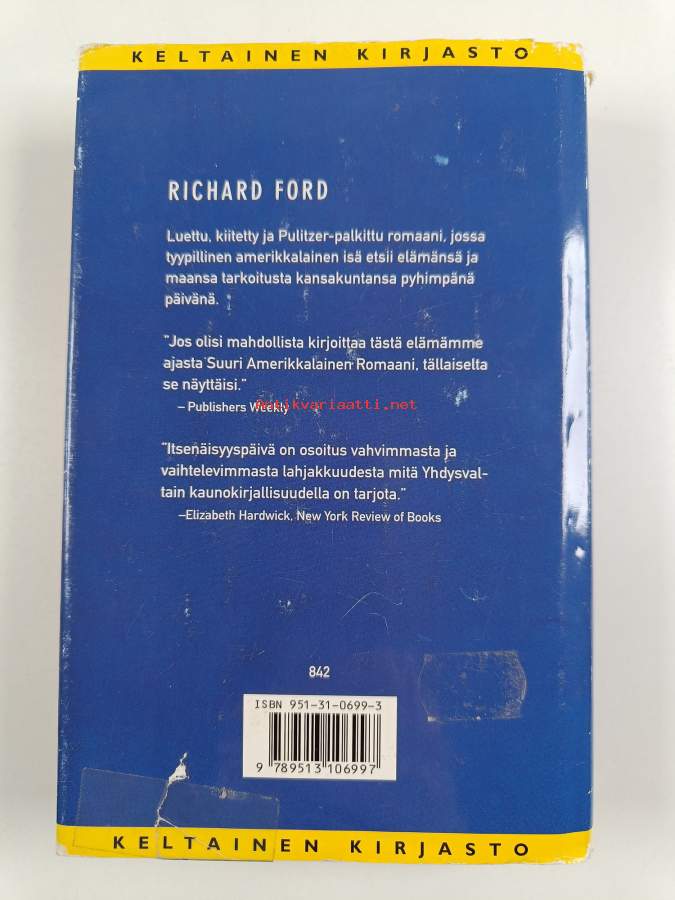 KELTAINEN KIRJASTO
RICHARD FORD
Luettu, kiitetty ja Pulitzer-palkittu romaani, jossa
tyypillinen amerikkalainen isä etsii elämänsä ja
maansa tarkoitusta kansakuntansa pyhimpänä
päivänä.
"Jos olisi mahdollista kirjoittaa tästä elämämme
ajasta Suuri Amerikkalainen Romaani, tällaiselta
se näyttäisi."
– Publishers Weekly
Antikvariaatti.net
"Itsenäisyyspäivä on osoitus vahvimmasta ja
vaihtelevimmasta lahjakkuudesta mitä Yhdysval-
tain kaunokirjallisuudella on tarjota."
–Elizabeth Hardwick, New York Review of Books
842
ISBN 951-31-0699-3
9 789513 106997
KELTAINEN KIRJASTO